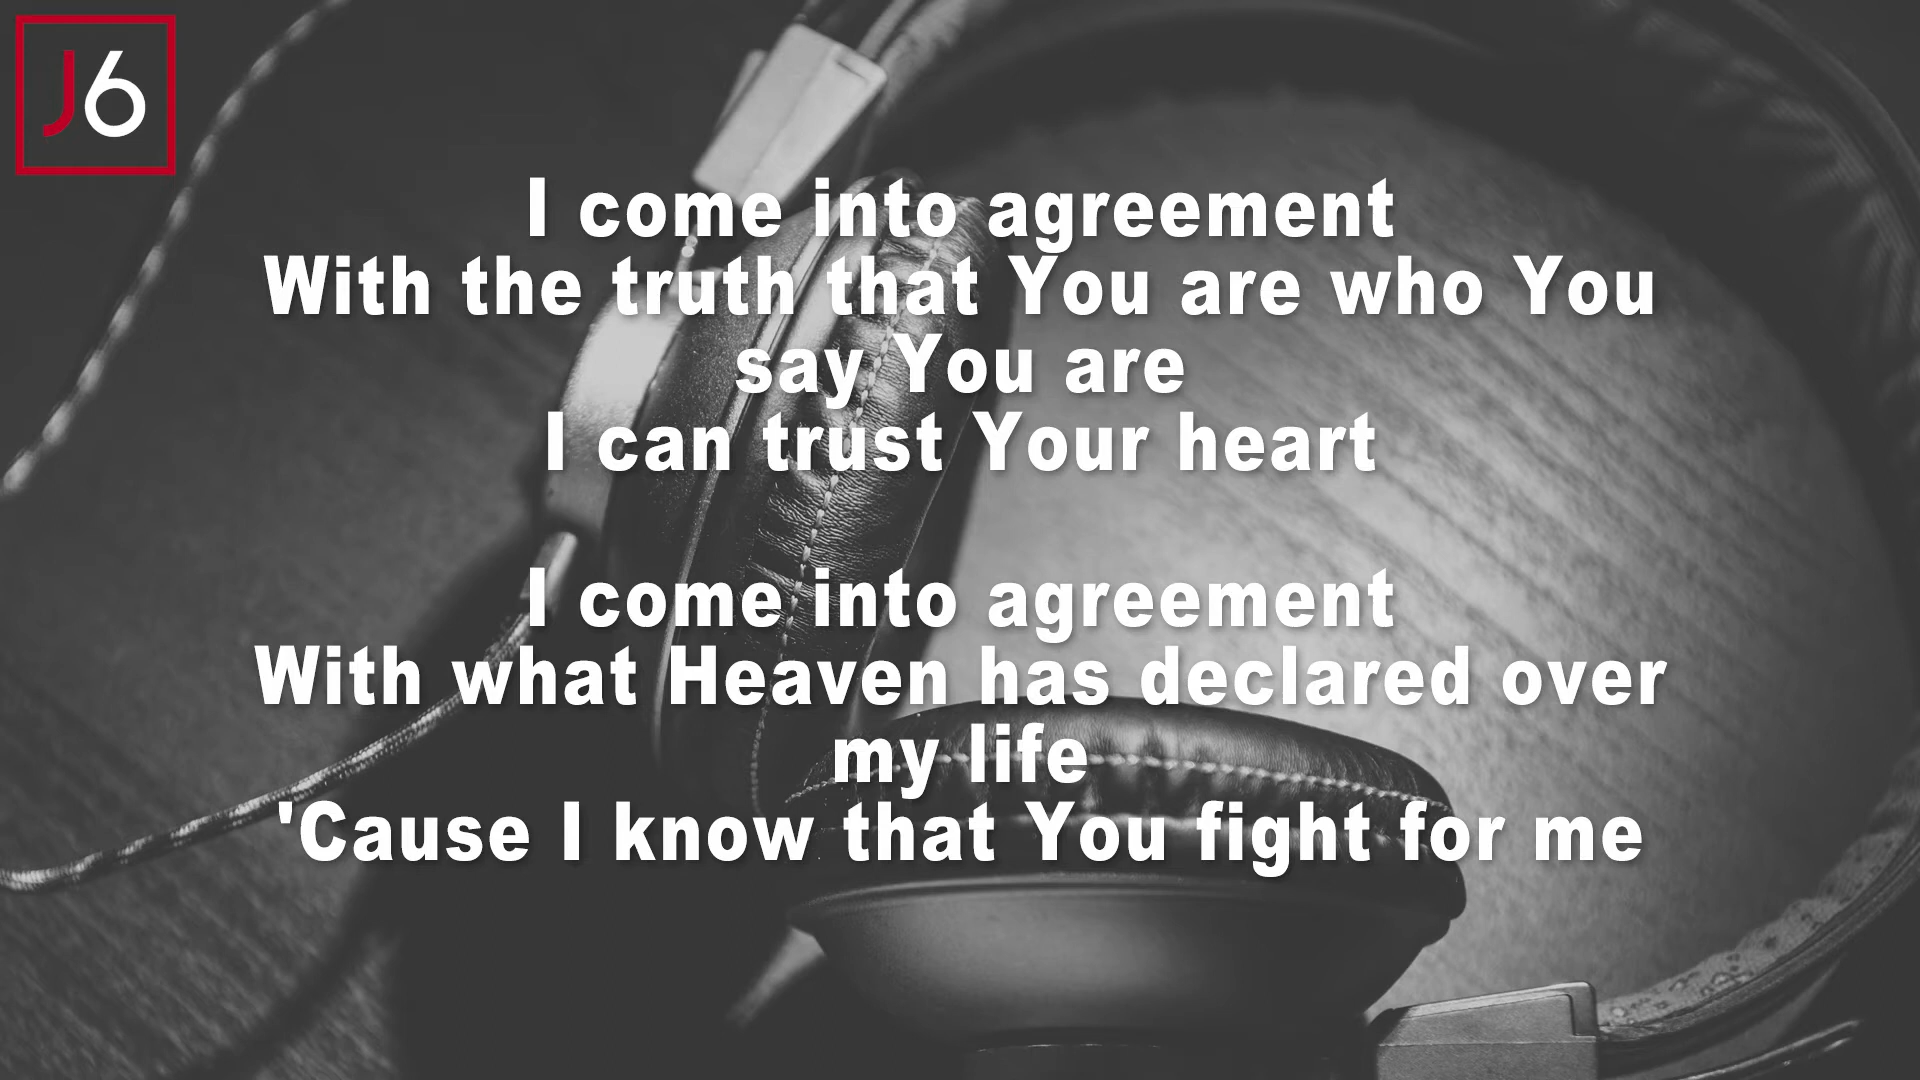 J6
I come into agreement
With the truth that You are who You
say You are
I can trust Your heart
I come into agreement
With what Heaven has declared over
my life
'Cause I know that You fight for me